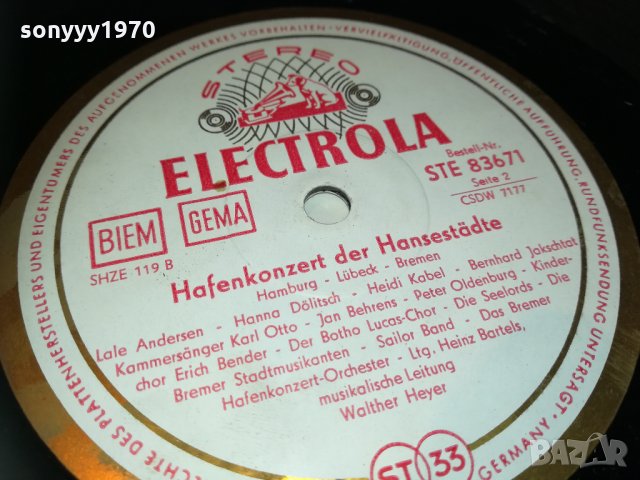 sonyyy1970
RECHTE DES PLATTENHERSTELLERS UND EIGENTÜMERS DES AUFGENOMMENEN WERKES VORBEHALTEN · VERVIELFÄLTIGUNG, ÖFFENTLICHE AUFFÜHRUNG, RUNDFUNKSENDUNG UNTERSAGT
GERMANY
STEREO
ELECTROLA
Bestell-Nr.
STE 83671
Seite 2
CSDW 7177
BIEM
GEMA
SHZE 119 B
Hafenkonzert der Hansestädte
Hamburg - Lübeck - Bremen
Lale Andersen - Hanna Dölitsch - Heidi Kabel - Bernhard Jakschtat
Kammersänger Karl Otto - Jan Behrens - Peter Oldenburg - Kinder-
chor Erich Bender - Der Botho Lucas-Chor - Die Seelords - Die
Bremer Stadtmusikanten - Sailor Band - Das Bremer
Hafenkonzert-Orchester - Ltg. Heinz Bartels,
musikalische Leitung
Walther Heyer
ST 33
BAZAR